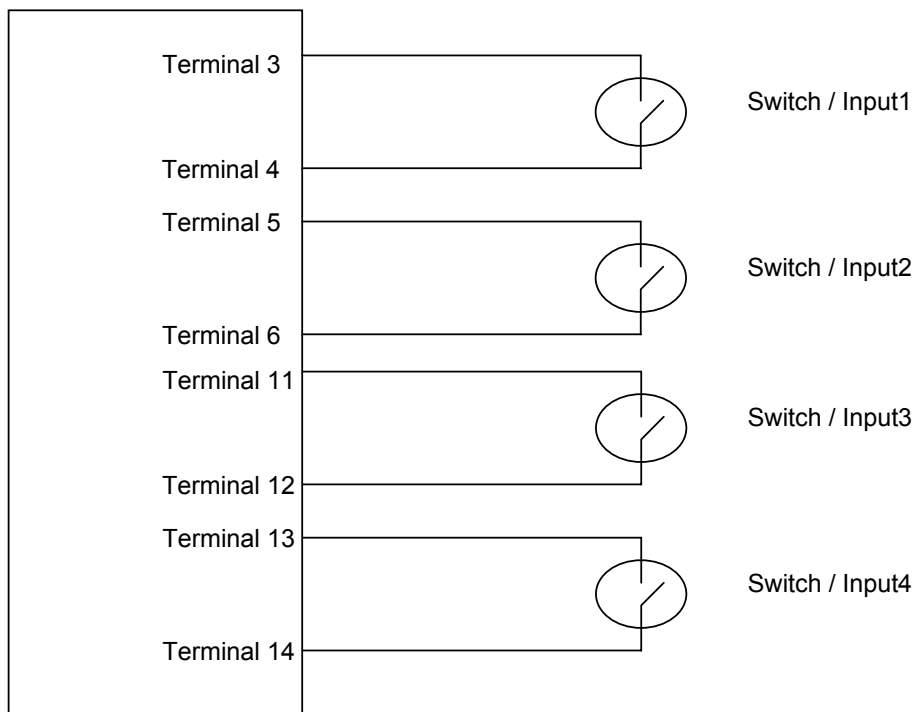 Terminal 3
Switch / Input1
Terminal 4
Terminal 5
Switch / Input2
Terminal 6
Terminal 11
Switch / Input3
Terminal 12
Terminal 13
Switch / Input4
Terminal 14